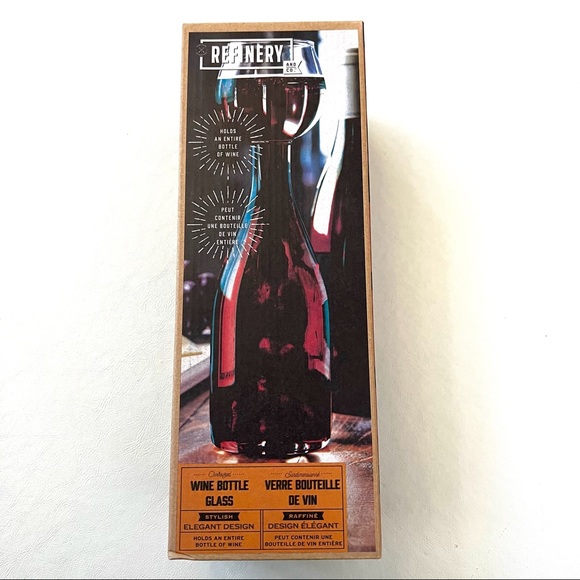 REFINERY
AND
CO.
HOLDS
AN ENTIRE
BOTTLE
OF WINE
PEUT
CONTENIR
UNE BOUTEILLE
DE VIN
ENTIÈRE
WINE BOTTLE
GLASS
STYLISH
ELEGANT DESIGN
HOLDS AN ENTIRE
BOTTLE OF WINE
VERRE BOUTEILLE
DE VIN
RAFFINÉ
DESIGN ÉLÉGANT
PEUT CONTENIR UNE
BOUTEILLE DE VIN ENTIÈRE